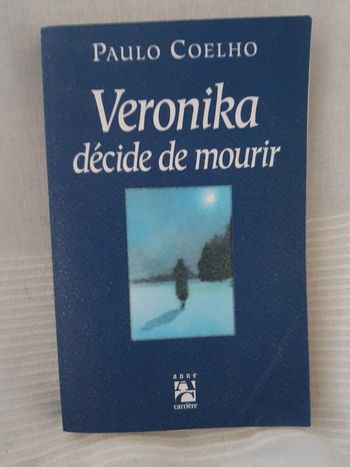 PAULO COELHO
Veronika
décide de mourir
anne
carrière